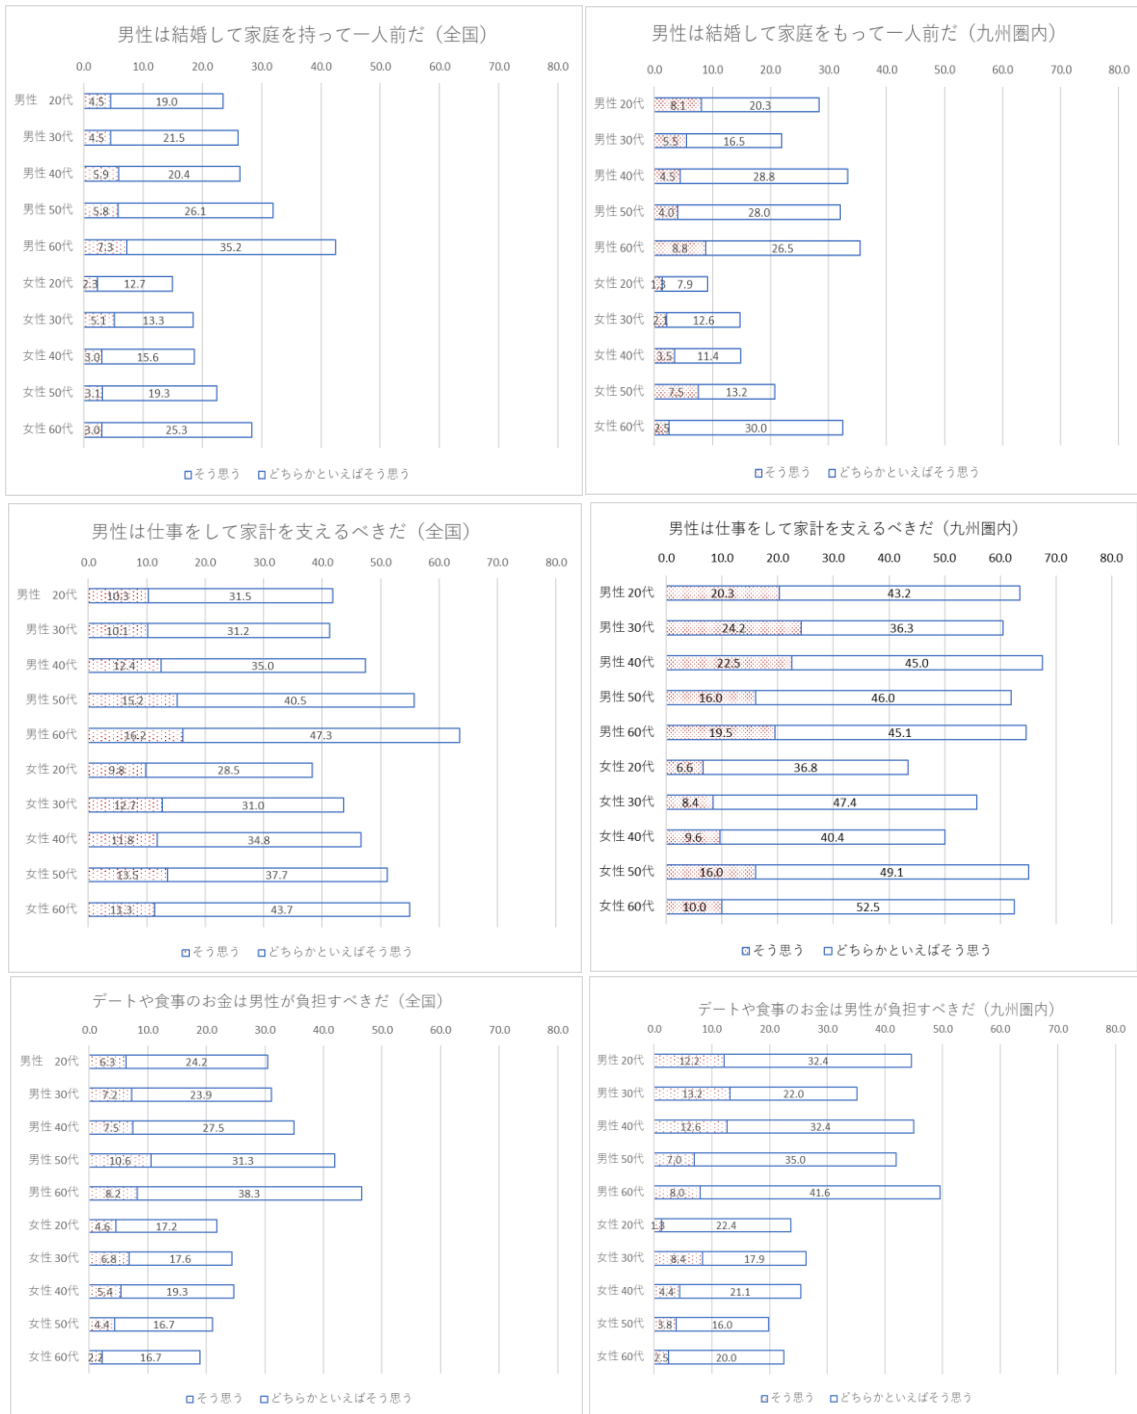 男性は結婚して家庭を持って一人前だ（全国）
0.0 10.0 20.0 30.0 40.0 50.0 60.0 70.0 80.0
男性　20代 4.5 19.0
男性 30代 4.5 21.5
男性 40代 5.9 20.4
男性 50代 5.8 26.1
男性 60代 7.3 35.2
女性 20代 2.3 12.7
女性 30代 5.1 13.3
女性 40代 3.0 15.6
女性 50代 3.1 19.3
女性 60代 3.0 25.3
そう思う どちらかといえばそう思う
男性は結婚して家庭をもって一人前だ（九州圏内）
0.0 10.0 20.0 30.0 40.0 50.0 60.0 70.0 80.0
男性 20代 8.1 20.3
男性 30代 5.5 16.5
男性 40代 4.5 28.8
男性 50代 4.0 28.0
男性 60代 8.8 26.5
女性 20代 1.3 7.9
女性 30代 2.1 12.6
女性 40代 3.5 11.4
女性 50代 7.5 13.2
女性 60代 2.5 30.0
そう思う どちらかといえばそう思う
男性は仕事をして家計を支えるべきだ（全国）
0.0 10.0 20.0 30.0 40.0 50.0 60.0 70.0 80.0
男性　20代 10.3 31.5
男性 30代 10.1 31.2
男性 40代 12.4 35.0
男性 50代 15.2 40.5
男性 60代 16.2 47.3
女性 20代 9.8 28.5
女性 30代 12.7 31.0
女性 40代 11.8 34.8
女性 50代 13.5 37.7
女性 60代 11.3 43.7
そう思う どちらかといえばそう思う
男性は仕事をして家計を支えるべきだ（九州圏内）
0.0 10.0 20.0 30.0 40.0 50.0 60.0 70.0 80.0
男性 20代 20.3 43.2
男性 30代 24.2 36.3
男性 40代 22.5 45.0
男性 50代 16.0 46.0
男性 60代 19.5 45.1
女性 20代 6.6 36.8
女性 30代 8.4 47.4
女性 40代 9.6 40.4
女性 50代 16.0 49.1
女性 60代 10.0 52.5
そう思う どちらかといえばそう思う
デートや食事のお金は男性が負担すべきだ（全国）
0.0 10.0 20.0 30.0 40.0 50.0 60.0 70.0 80.0
男性　20代 6.3 24.2
男性 30代 7.2 23.9
男性 40代 7.5 27.5
男性 50代 10.6 31.3
男性 60代 8.2 38.3
女性 20代 4.6 17.2
女性 30代 6.8 17.6
女性 40代 5.4 19.3
女性 50代 4.4 16.7
女性 60代 2.2 16.7
そう思う どちらかといえばそう思う
デートや食事のお金は男性が負担すべきだ（九州圏内）
0.0 10.0 20.0 30.0 40.0 50.0 60.0 70.0 80.0
男性 20代 12.2 32.4
男性 30代 13.2 22.0
男性 40代 12.6 32.4
男性 50代 7.0 35.0
男性 60代 8.0 41.6
女性 20代 1.3 22.4
女性 30代 8.4 17.9
女性 40代 4.4 21.1
女性 50代 3.8 16.0
女性 60代 2.5 20.0
そう思う どちらかといえばそう思う